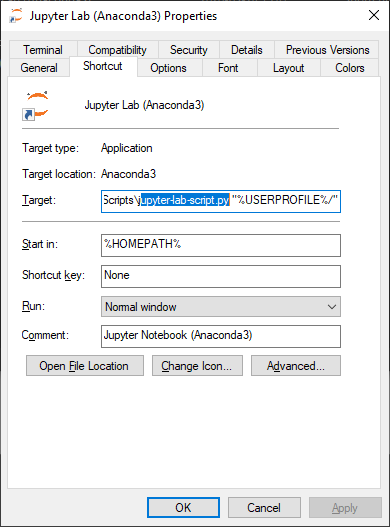 Jupyter Lab (Anaconda3) Properties
Terminal Compatibility Security Details Previous Versions
General Shortcut Options Font Layout Colors
Jupyter Lab (Anaconda3)
Target type: Application
Target location: Anaconda3
Target: Scripts\jupyter-lab-script.py "%USERPROFILE%/"
Start in: %HOMEPATH%
Shortcut key: None
Run: Normal window
Comment: Jupyter Notebook (Anaconda3)
Open File Location Change Icon... Advanced...
OK Cancel Apply